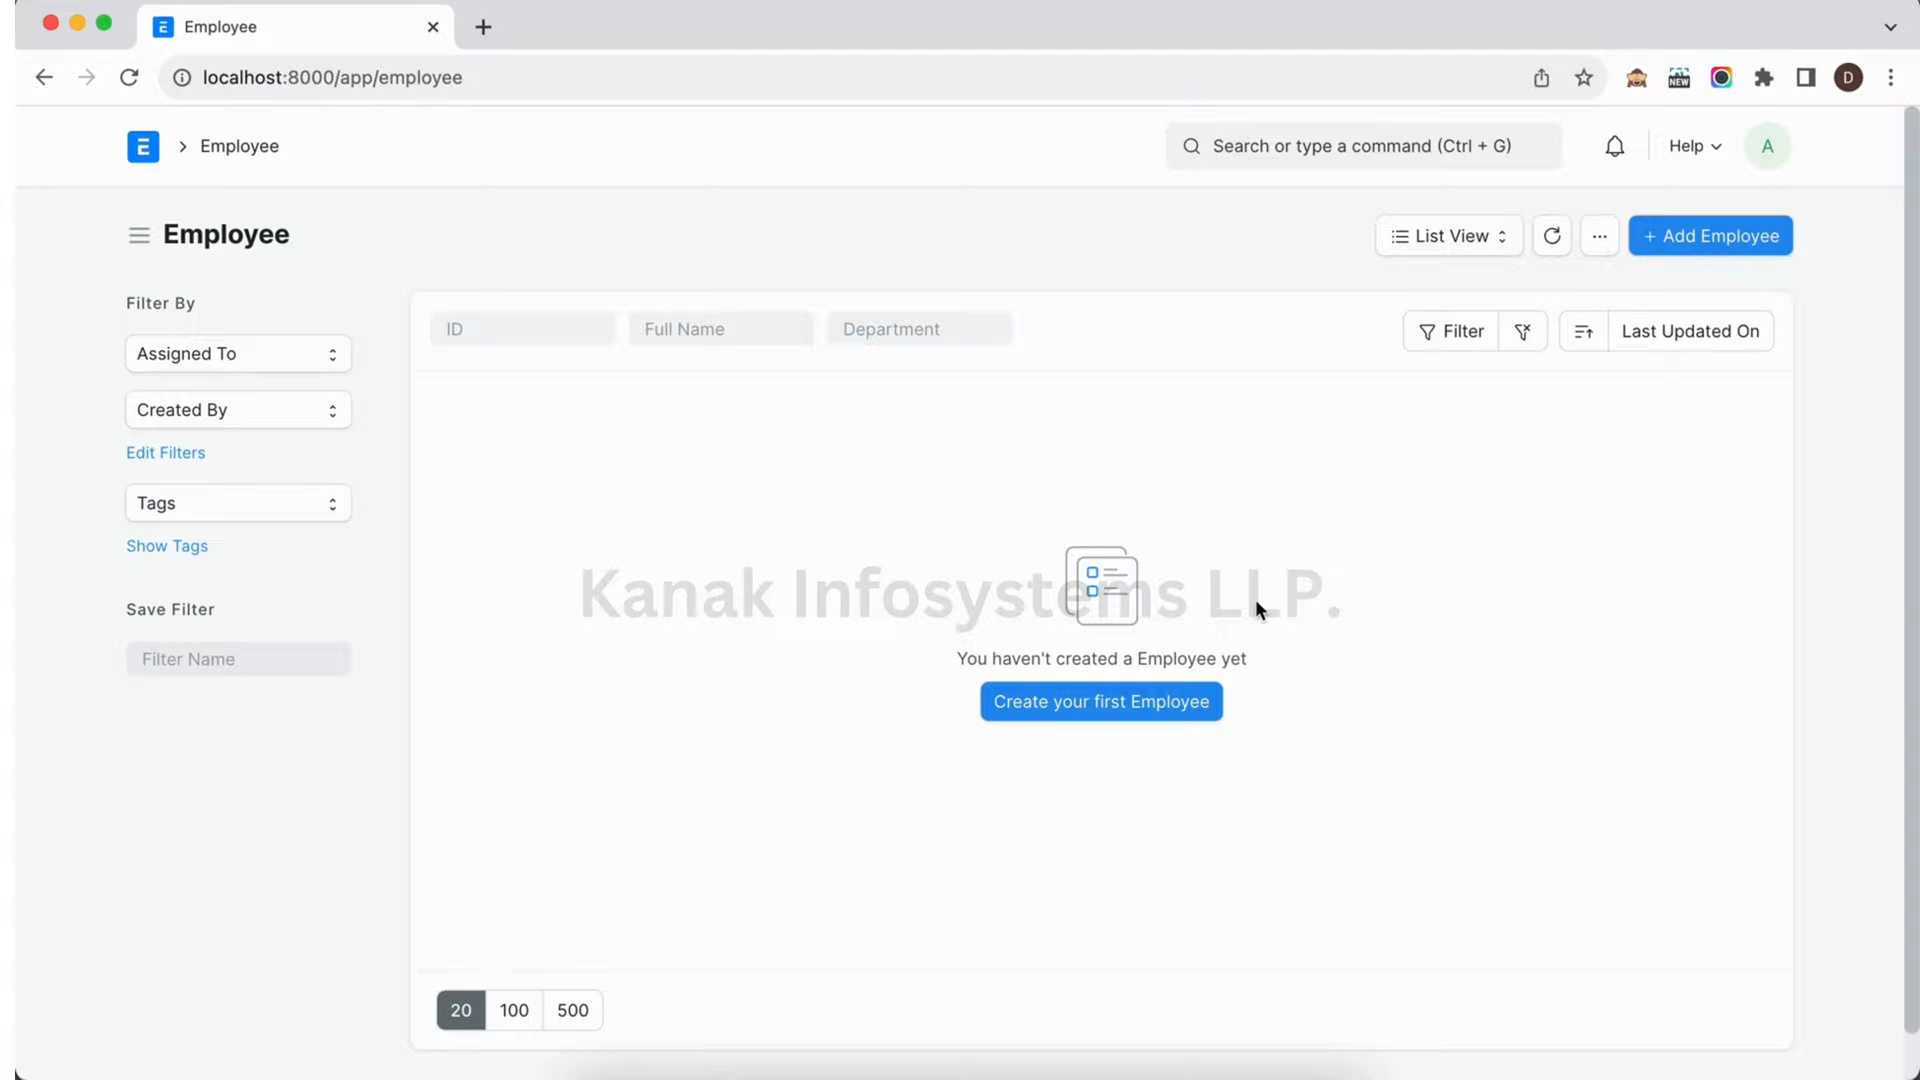 Employee
localhost:8000/app/employee
NEW
D
E
Employee
Search or type a command (Ctrl + G)
Help
A
Employee
List View
+ Add Employee
Filter By
Assigned To
Created By
Edit Filters
Tags
Show Tags
Save Filter
Filter Name
ID
Full Name
Department
Filter
Last Updated On
Kanak Infosystems LLP.
You haven't created a Employee yet
Create your first Employee
20
100
500